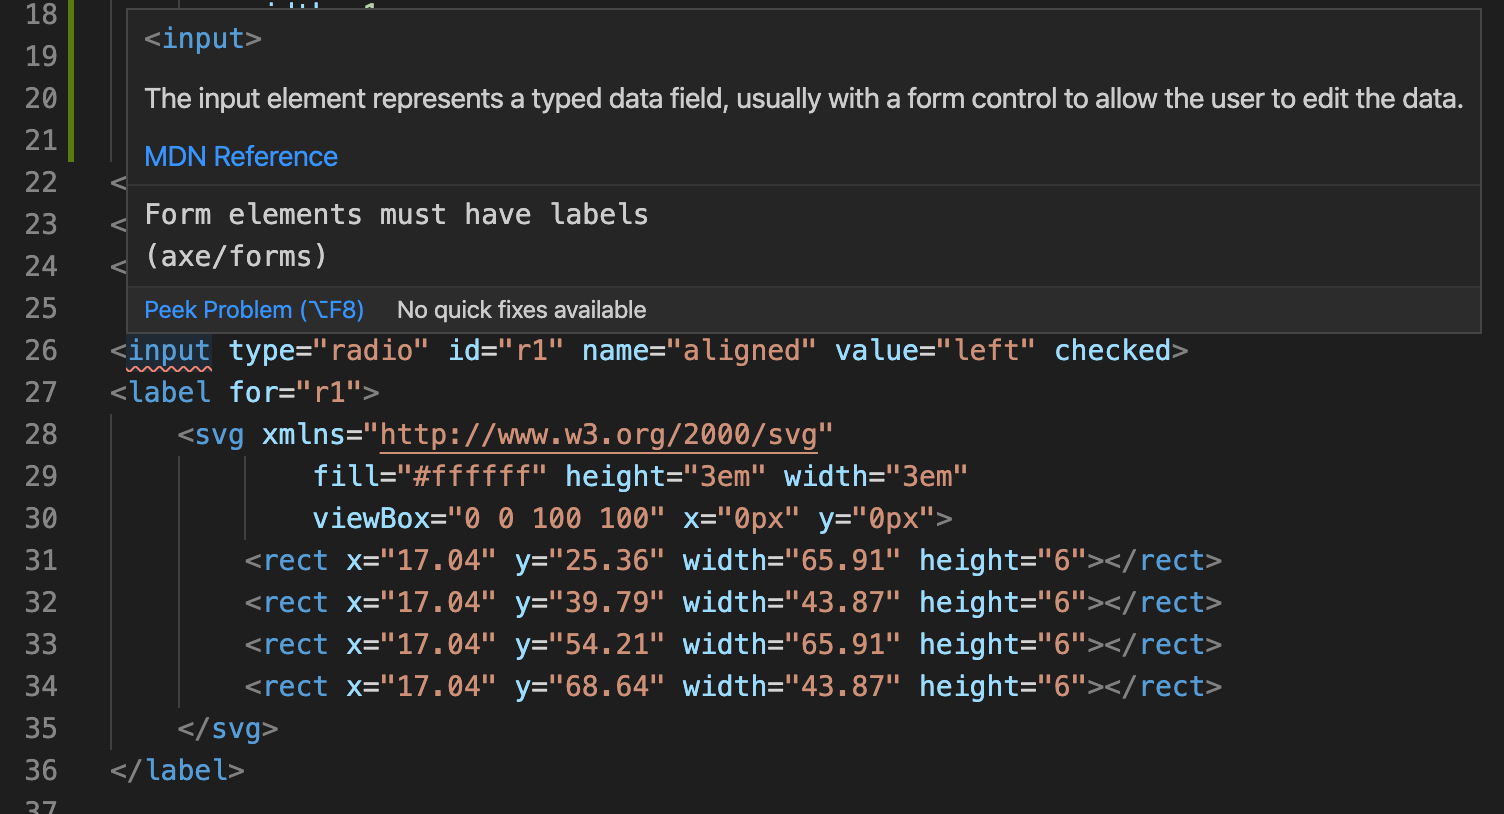 18
<input>
19
20 The input element represents a typed data field, usually with a form control to allow the user to edit the data.
21 MDN Reference
22 <
23 < Form elements must have labels
24 < (axe/forms)
25 Peek Problem (⌥F8) No quick fixes available
26 <input type="radio" id="r1" name="aligned" value="left" checked>
27 <label for="r1">
28 <svg xmlns="http://www.w3.org/2000/svg"
29 fill="#ffffff" height="3em" width="3em"
30 viewBox="0 0 100 100" x="0px" y="0px">
31 <rect x="17.04" y="25.36" width="65.91" height="6"></rect>
32 <rect x="17.04" y="39.79" width="43.87" height="6"></rect>
33 <rect x="17.04" y="54.21" width="65.91" height="6"></rect>
34 <rect x="17.04" y="68.64" width="43.87" height="6"></rect>
35 </svg>
36 </label>
37